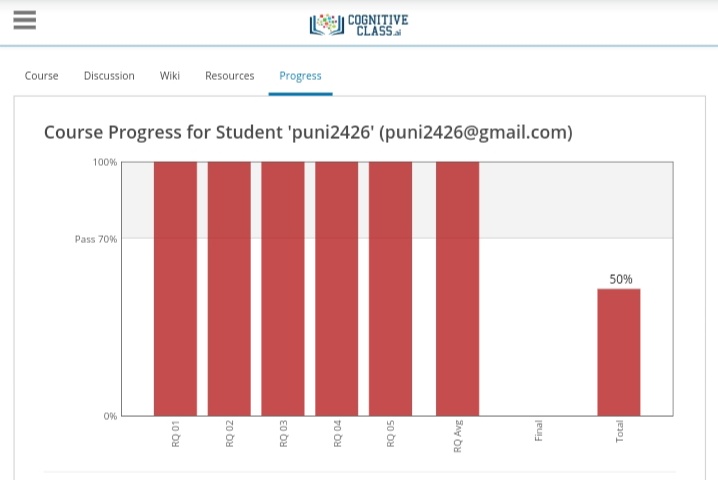 COGNITIVE
CLASS.ai
Course Discussion Wiki Resources Progress
Course Progress for Student 'puni2426' (puni2426@gmail.com)
100%
Pass 70%
50%
0%
RQ 01 RQ 02 RQ 03 RQ 04 RQ 05 RQ Avg Final Total